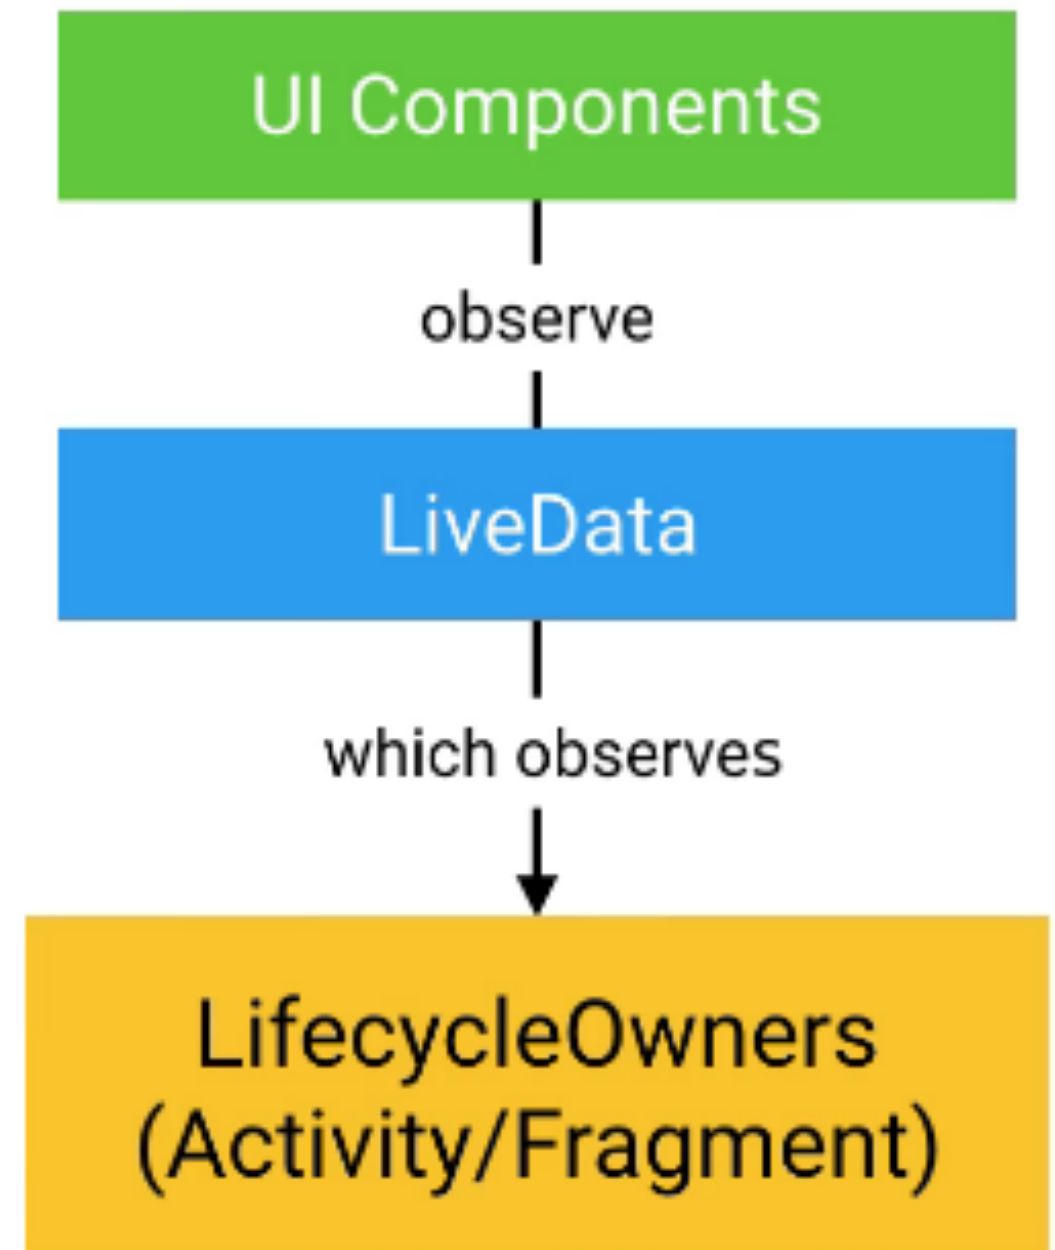 UI Components
observe
LiveData
which observes
LifecycleOwners
(Activity/Fragment)